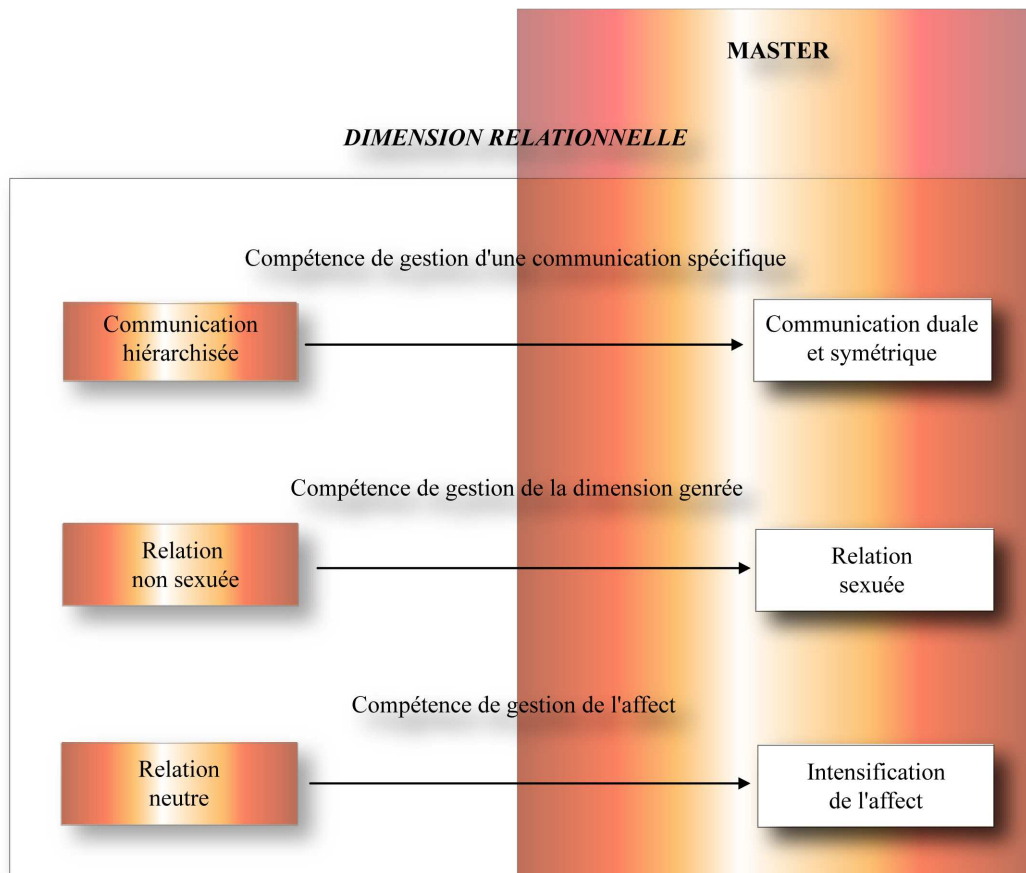 MASTER
DIMENSION RELATIONNELLE
Compétence de gestion d'une communication spécifique
Communication
hiérarchisée
Communication duale
et symétrique
Compétence de gestion de la dimension genrée
Relation
non sexuée
Relation
sexuée
Compétence de gestion de l'affect
Relation
neutre
Intensification
de l'affect